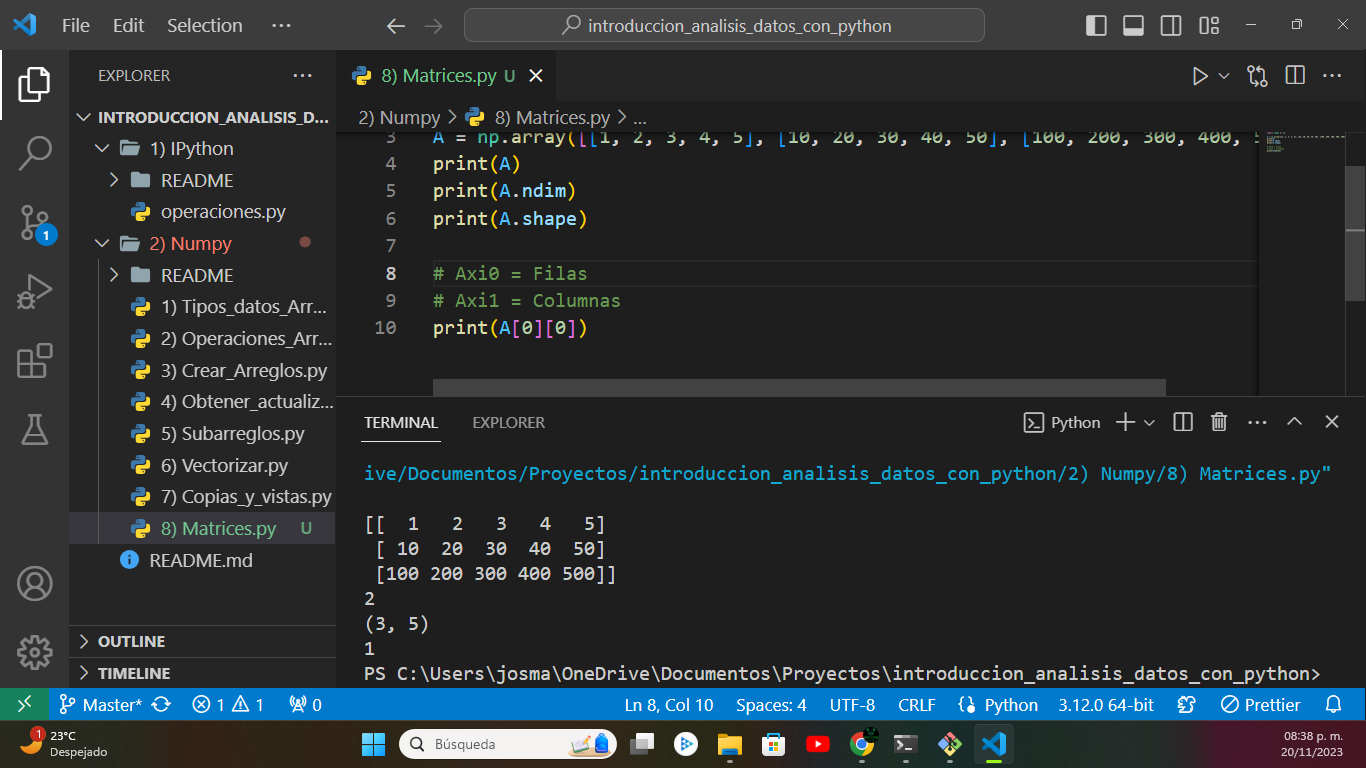 File Edit Selection ··· introduccion_analisis_datos_con_python
EXPLORER ···
INTRODUCCION_ANALISIS_D...
1) IPython
README
operaciones.py
2) Numpy
README
1) Tipos_datos_Arr...
2) Operaciones_Arr...
3) Crear_Arreglos.py
4) Obtener_actualiz...
5) Subarreglos.py
6) Vectorizar.py
7) Copias_y_vistas.py
8) Matrices.py U
README.md
OUTLINE
TIMELINE
1
8) Matrices.py U
2) Numpy > 8) Matrices.py > ...
3 A = np.array([[1, 2, 3, 4, 5], [10, 20, 30, 40, 50], [100, 200, 300, 400, 5
4 print(A)
5 print(A.ndim)
6 print(A.shape)
7
8 # Axi0 = Filas
9 # Axi1 = Columnas
10 print(A[0][0])
TERMINAL EXPLORER Python
ive/Documentos/Proyectos/introduccion_analisis_datos_con_python/2) Numpy/8) Matrices.py"
[[  1   2   3   4   5]
 [ 10  20  30  40  50]
 [100 200 300 400 500]]
2
(3, 5)
1
PS C:\Users\josma\OneDrive\Documentos\Proyectos\introduccion_analisis_datos_con_python>
Master* 1 1 0 Ln 8, Col 10 Spaces: 4 UTF-8 CRLF Python 3.12.0 64-bit Prettier
1
23°C
Despejado
Búsqueda
08:38 p. m.
20/11/2023